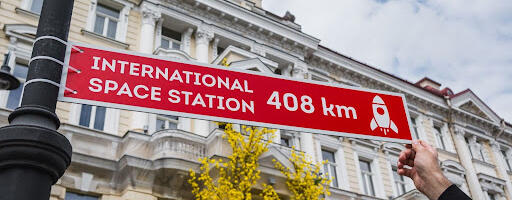 INTERNATIONAL
SPACE STATION 408 km